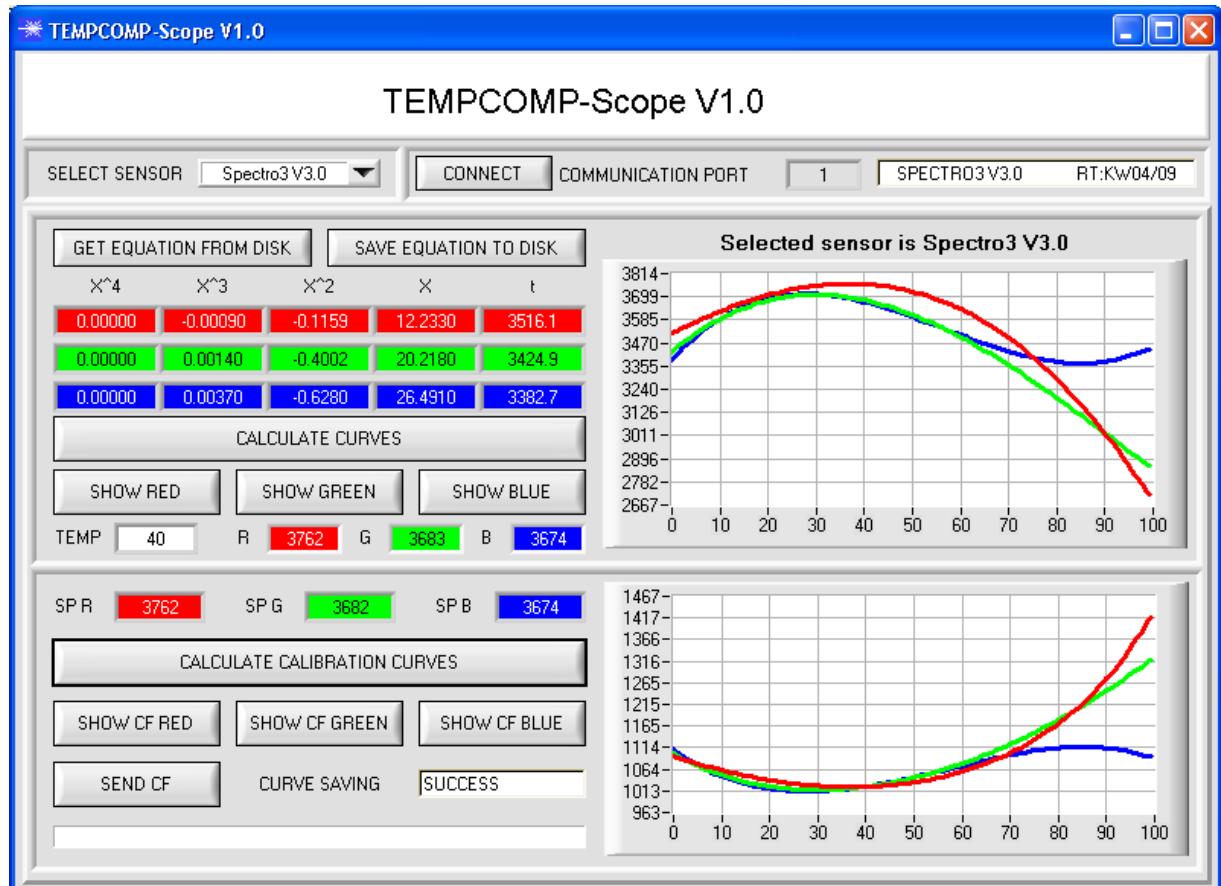 TEMPCOMP-Scope V1.0
TEMPCOMP-Scope V1.0
SELECT SENSOR Spectro3 V3.0 CONNECT COMMUNICATION PORT 1 SPECTRO3 V3.0 RT:KW04/09
GET EQUATION FROM DISK SAVE EQUATION TO DISK
X^4 X^3 X^2 X t
0.00000 -0.00090 -0.1159 12.2330 3516.1
0.00000 0.00140 -0.4002 20.2180 3424.9
0.00000 0.00370 -0.6280 26.4910 3382.7
CALCULATE CURVES
SHOW RED SHOW GREEN SHOW BLUE
TEMP 40 R 3762 G 3683 B 3674
Selected sensor is Spectro3 V3.0
3814
3699
3585
3470
3355
3240
3126
3011
2896
2782
2667
0 10 20 30 40 50 60 70 80 90 100
SP R 3762 SP G 3682 SP B 3674
CALCULATE CALIBRATION CURVES
SHOW CF RED SHOW CF GREEN SHOW CF BLUE
SEND CF CURVE SAVING SUCCESS
1467
1417
1366
1316
1265
1215
1165
1114
1064
1013
963
0 10 20 30 40 50 60 70 80 90 100